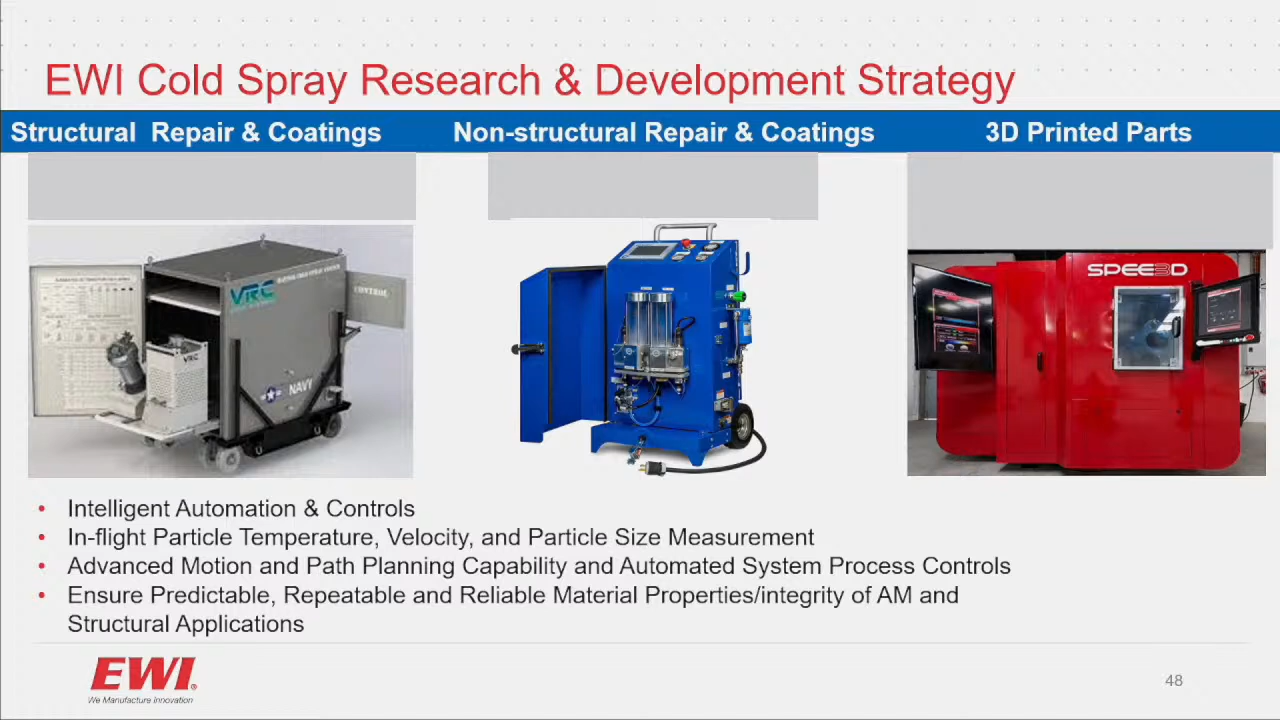 EWI Cold Spray Research & Development Strategy
Structural Repair & Coatings
Non-structural Repair & Coatings
3D Printed Parts
VRC
CONTROL
VRC
NAVY
SPEE3D
• Intelligent Automation & Controls
• In-flight Particle Temperature, Velocity, and Particle Size Measurement
• Advanced Motion and Path Planning Capability and Automated System Process Controls
• Ensure Predictable, Repeatable and Reliable Material Properties/integrity of AM and
Structural Applications
EWI®
We Manufacture Innovation
48